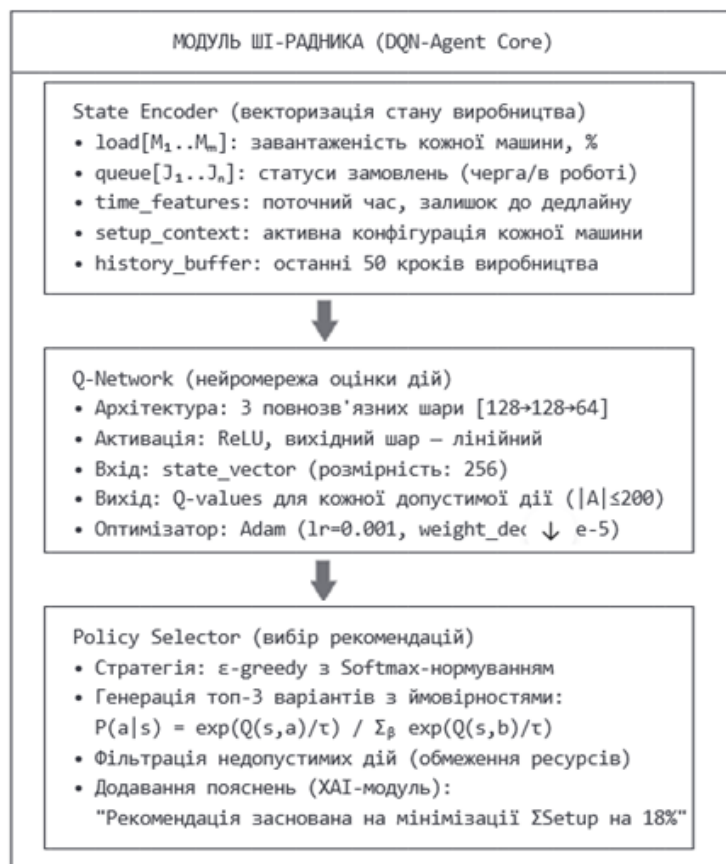 МОДУЛЬ ШІ-РАДНИКА (DQN-Agent Core)
State Encoder (векторизація стану виробництва)
• load[M₁..Mₘ]: завантаженість кожної машини, %
• queue[J₁..Jₙ]: статуси замовлень (черга/в роботі)
• time_features: поточний час, залишок до дедлайну
• setup_context: активна конфігурація кожної машини
• history_buffer: останні 50 кроків виробництва
Q-Network (нейромережа оцінки дій)
• Архітектура: 3 повнозв'язних шари [128→128→64]
• Активація: ReLU, вихідний шар — лінійний
• Вхід: state_vector (розмірність: 256)
• Вихід: Q-values для кожної допустимої дії (|A|≤200)
• Оптимізатор: Adam (lr=0.001, ↓ e-5)
Policy Selector (вибір рекомендацій)
• Стратегія: ε-greedy з Softmax-нормуванням
• Генерація топ-3 варіантів з ймовірностями:
P(a|s) = exp(Q(s,a)/τ) / Σᵦ exp(Q(s,b)/τ)
• Фільтрація недопустимих дій (обмеження ресурсів)
• Додавання пояснень (XAI-модуль):
"Рекомендація заснована на мінімізації ΣSetup на 18%"